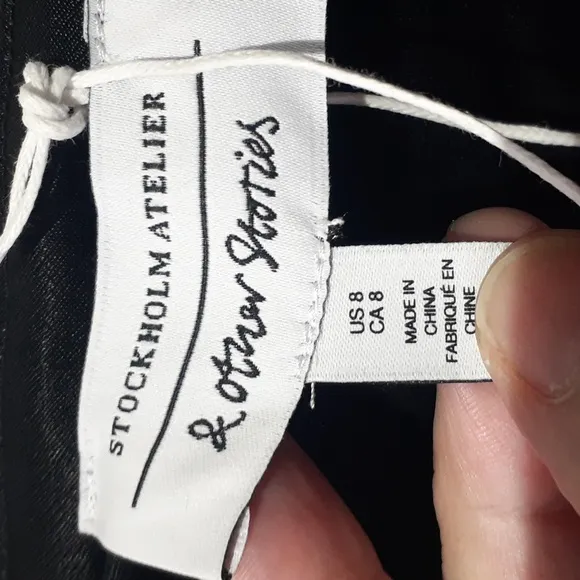 STOCKHOLM ATELIER
& other Stories
US 8
CA 8
MADE IN
CHINA
FABRIQUÉ EN
CHINE